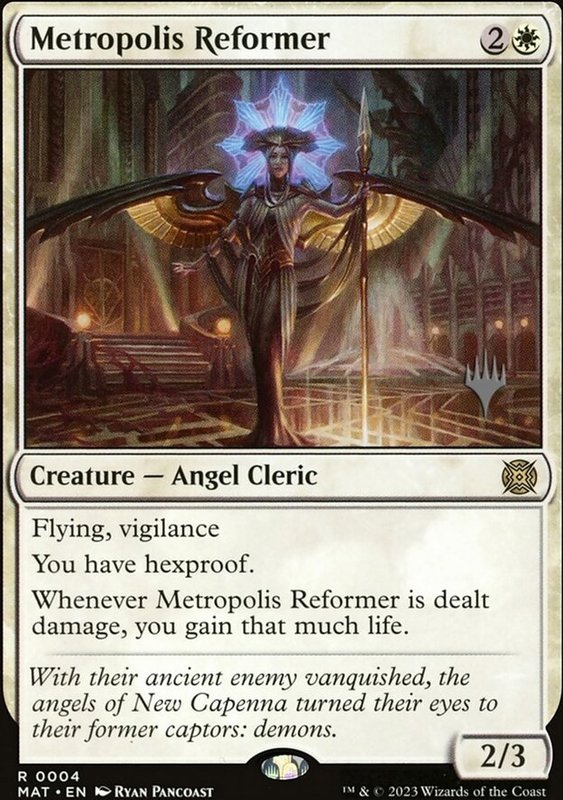 Metropolis Reformer 2
Creature — Angel Cleric
Flying, vigilance
You have hexproof.
Whenever Metropolis Reformer is dealt
damage, you gain that much life.
With their ancient enemy vanquished, the
angels of New Capenna turned their eyes to
their former captors: demons.
2/3
R 0004
MAT • EN Ryan Pancoast
™ & © 2023 Wizards of the Coast